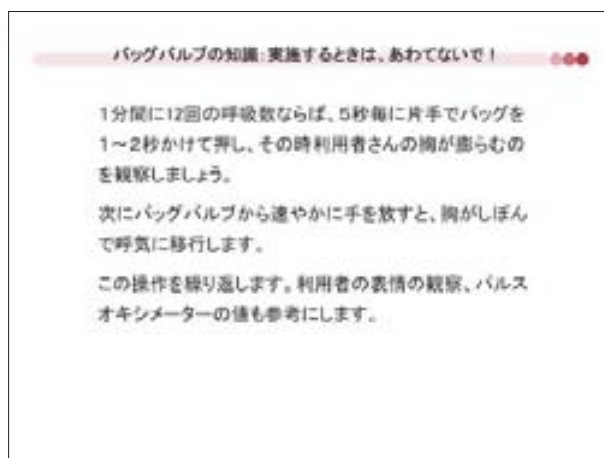 バッグバルブの知識:実施するときは、あわてないで!
1分間に12回の呼吸数ならば、5秒毎に片手でバッグを
1~2秒かけて押し、その時利用者さんの胸が膨らむの
を観察しましょう。
次にバッグバルブから速やかに手を放すと、胸がしぼん
で呼気に移行します。
この操作を繰り返します。利用者の表情の観察、パルス
オキシメーターの値も参考にします。